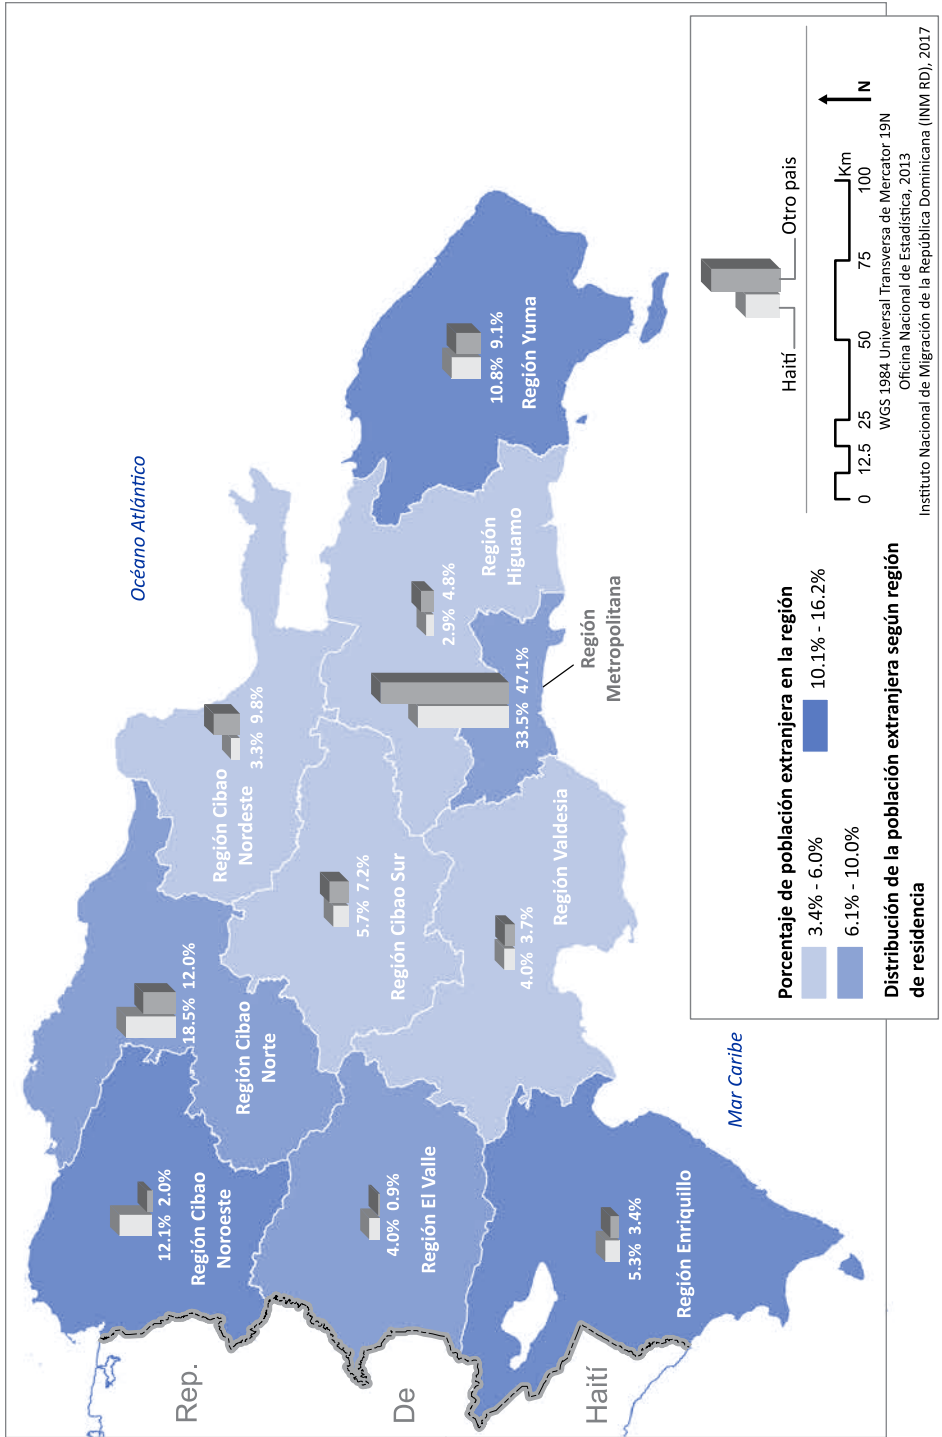 Océano Atlántico
Rep.
De
Haití
12.1% 2.0%
Región Cibao
Noroeste
18.5% 12.0%
Región Cibao
Norte
3.3% 9.8%
Región Cibao
Nordeste
5.7% 7.2%
Región Cibao Sur
4.0% 0.9%
Región El Valle
5.3% 3.4%
Región Enriquillo
4.0% 3.7%
Región Valdesia
33.5% 47.1%
Región
Metropolitana
2.9% 4.8%
Región
Higuamo
10.8% 9.1%
Región Yuma
Mar Caribe
Porcentaje de población extranjera en la región
3.4% - 6.0%
10.1% - 16.2%
6.1% - 10.0%
Distribución de la población extranjera según región
de residencia
Haití
Otro pais
0 12.5 25 50 75 100
Km
N
WGS 1984 Universal Transversa de Mercator 19N
Oficina Nacional de Estadística, 2013
Instituto Nacional de Migración de la República Dominicana (INM RD), 2017